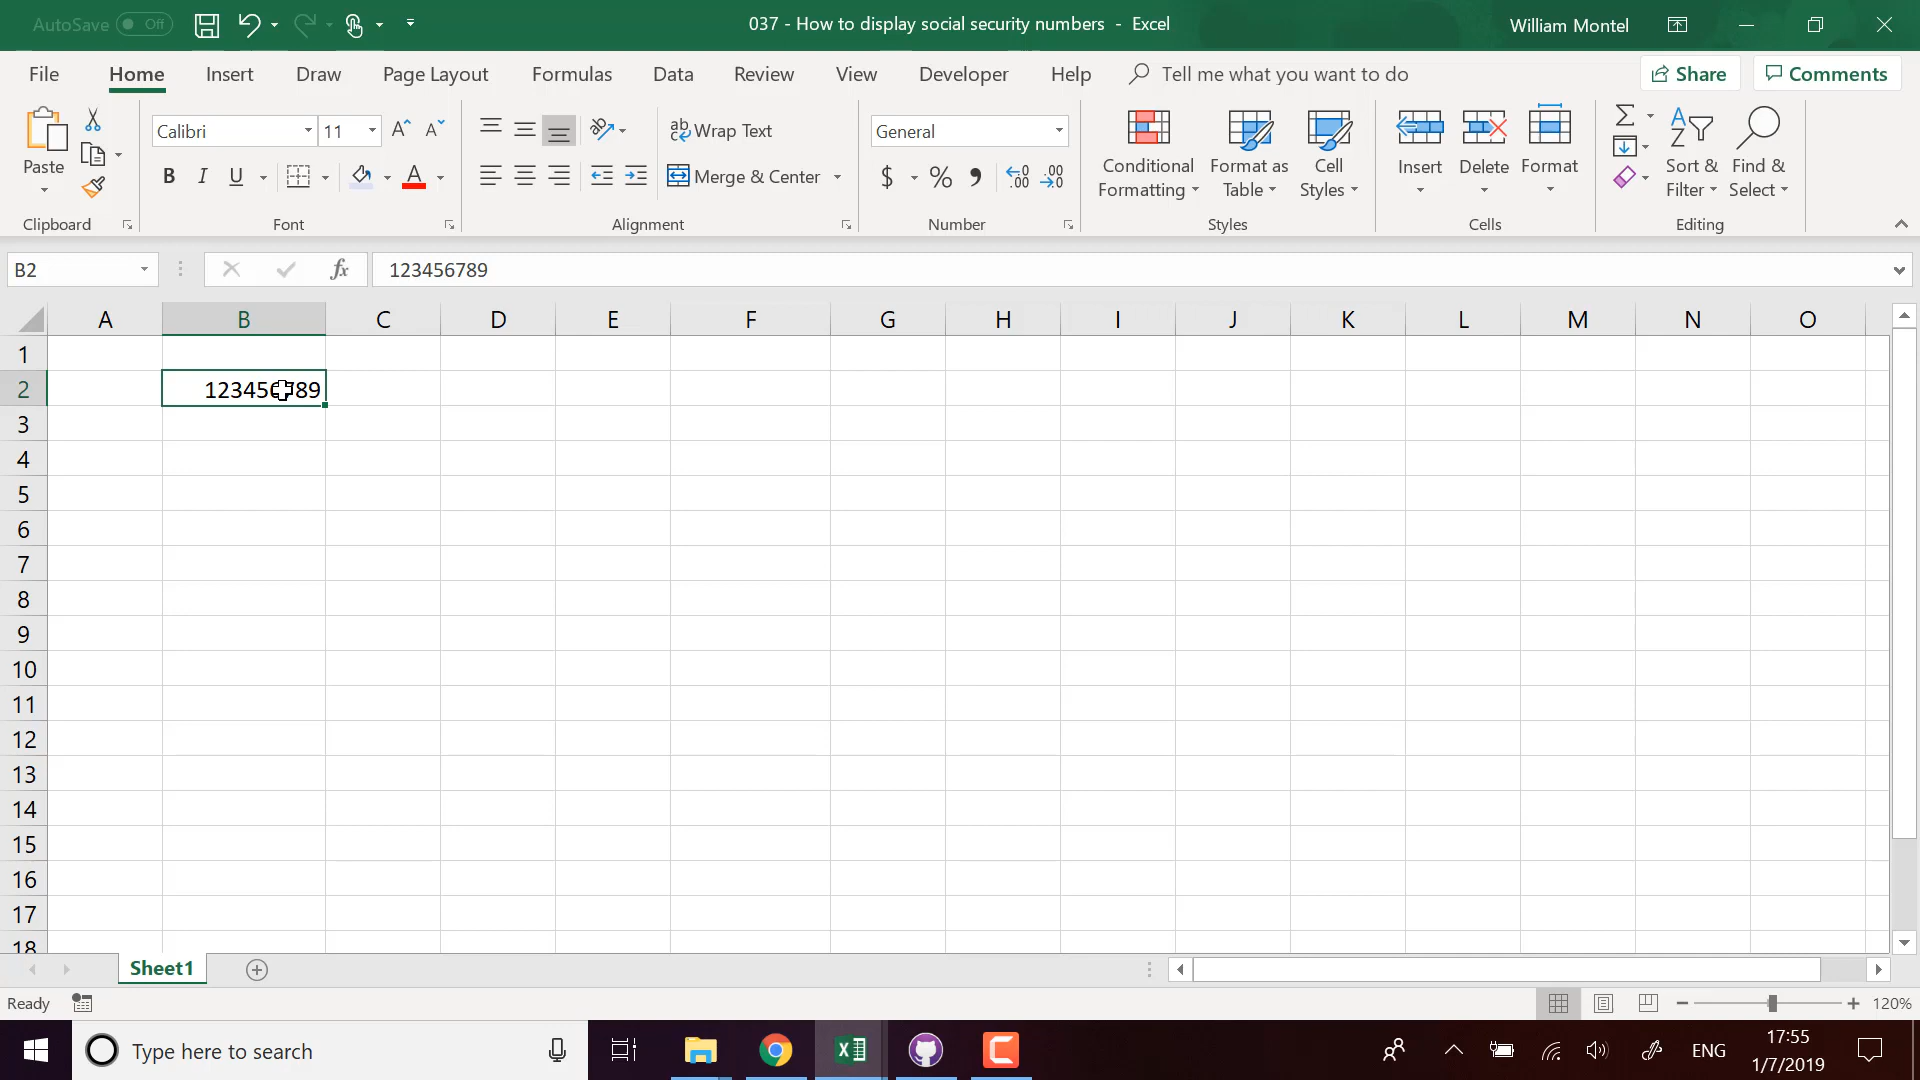 AutoSave Off
037 - How to display social security numbers - Excel
William Montel
File Home Insert Draw Page Layout Formulas Data Review View Developer Help Tell me what you want to do
Share Comments
Calibri 11
ab Wrap Text
General
Paste
Conditional Formatting
Format as Table
Cell Styles
Insert Delete Format
Sort & Filter
Find & Select
B I U A
Merge & Center
$ % ,
Clipboard Font Alignment Number Styles Cells Editing
B2
fx
123456789
A B C D E F G H I J K L M N O
1
2 123456789
3
4
5
6
7
8
9
10
11
12
13
14
15
16
17
18
Sheet1
Ready
120%
Type here to search
ENG
17:55
1/7/2019